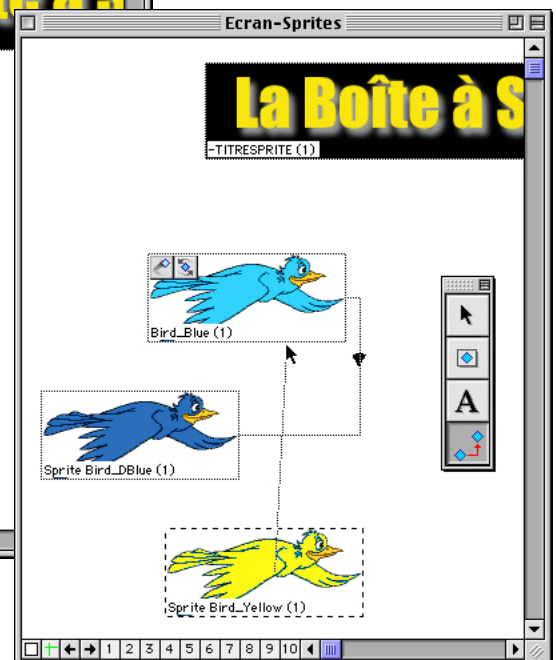 Ecran-Sprites
La Boîte à S
-TITRESPRITE (1)
Bird_Blue (1)
A
Sprite Bird_DBlue (1)
Sprite Bird_Yellow (1)
1 2 3 4 5 6 7 8 9 10